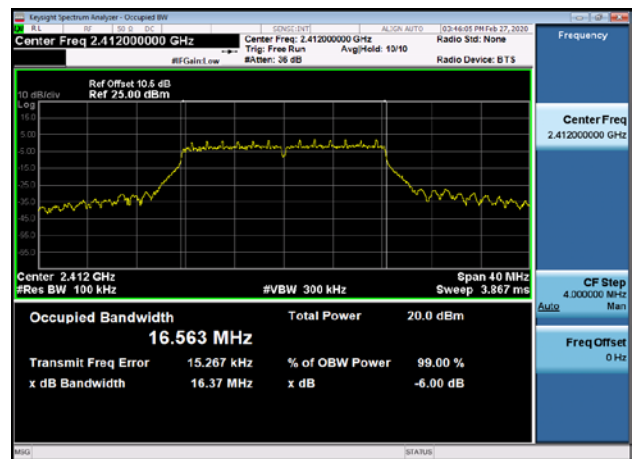 Keysight Spectrum Analyzer - Occupied BW
RL RF 50 Ω DC SENSE:INT ALIGN AUTO 03:46:05 PM Feb 27, 2020
Center Freq 2.412000000 GHz
Center Freq: 2.412000000 GHz Radio Std: None
Trig: Free Run Avg|Hold: 10/10
#IFGain:Low #Atten: 36 dB Radio Device: BTS
Frequency
Ref Offset 10.5 dB
10 dB/div Ref 25.00 dBm
Log
15.0
5.00
-5.00
-15.0
-25.0
-35.0
-45.0
-55.0
-65.0
Center 2.412 GHz Span 40 MHz
#Res BW 100 kHz #VBW 300 kHz Sweep 3.867 ms
Occupied Bandwidth Total Power 20.0 dBm
16.563 MHz
Transmit Freq Error 15.267 kHz % of OBW Power 99.00 %
x dB Bandwidth 16.37 MHz x dB -6.00 dB
Center Freq
2.412000000 GHz
CF Step
4.000000 MHz
Auto Man
Freq Offset
0 Hz
MSG STATUS